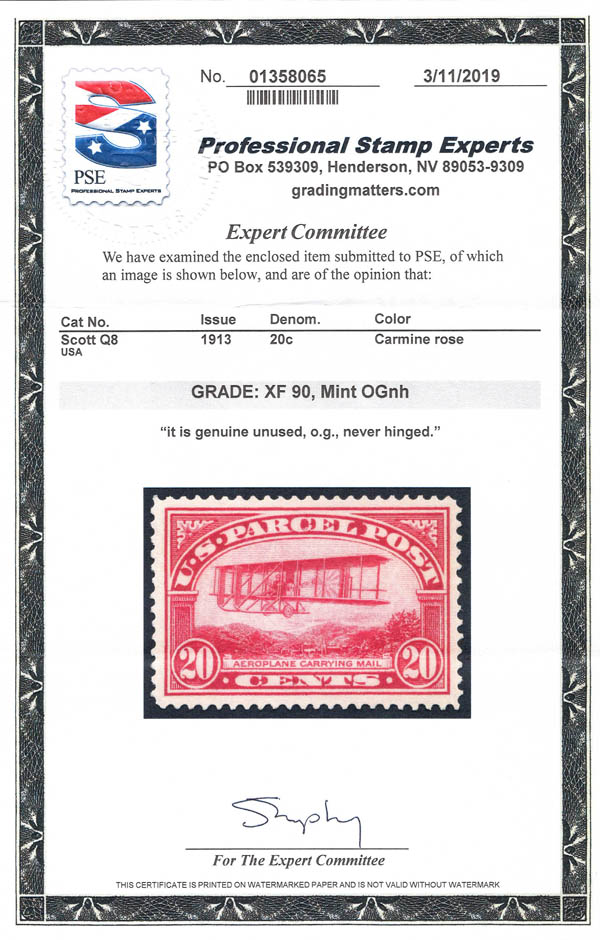 No. 01358065 3/11/2019
PSE
PROFESSIONAL STAMP EXPERTS
Professional Stamp Experts
PO Box 539309, Henderson, NV 89053-9309
gradingmatters.com
Expert Committee
We have examined the enclosed item submitted to PSE, of which
an image is shown below, and are of the opinion that:
Cat No. Issue Denom. Color
Scott Q8 1913 20c Carmine rose
USA
GRADE: XF 90, Mint OGnh
“it is genuine unused, o.g., never hinged.”
U.S. PARCEL POST
20 AEROPLANE CARRYING MAIL 20
CENTS
For The Expert Committee
THIS CERTIFICATE IS PRINTED ON WATERMARKED PAPER AND IS NOT VALID WITHOUT WATERMARK